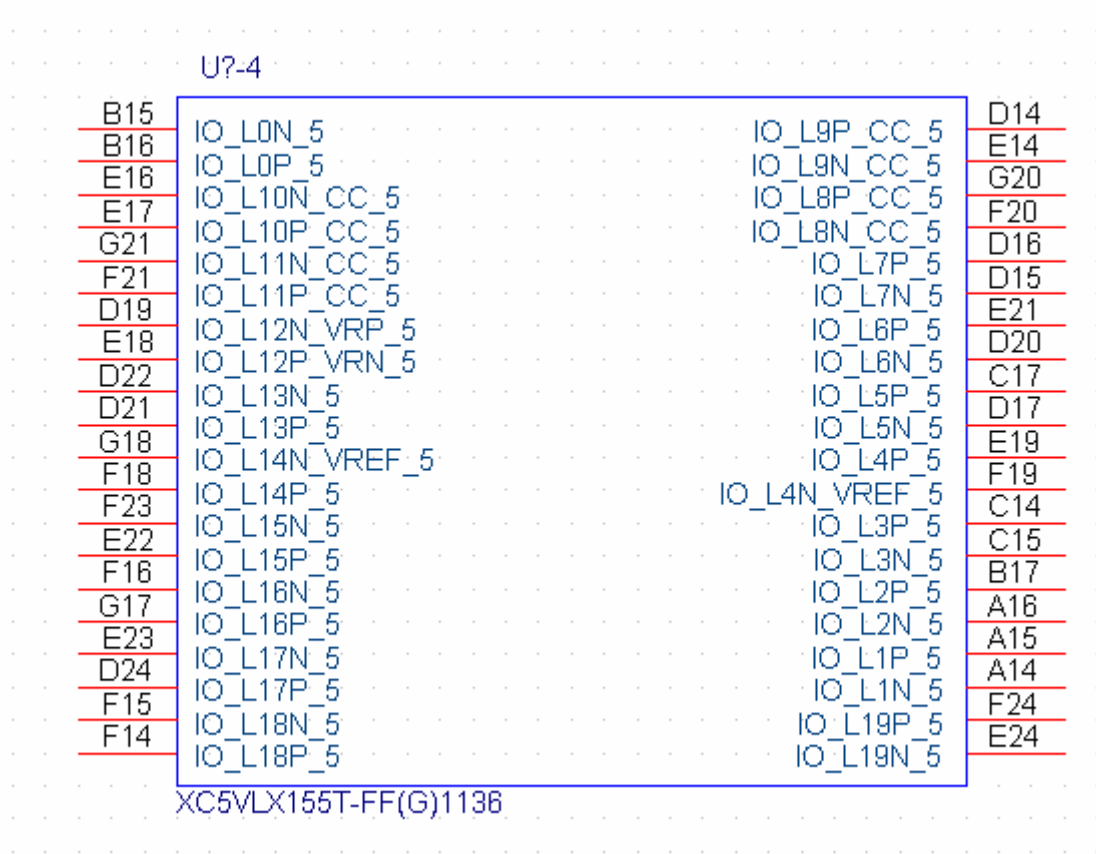 U?-4
B15 IO_L0N_5 IO_L9P_CC_5 D14
B16 IO_L0P_5 IO_L9N_CC_5 E14
E16 IO_L10N_CC_5 IO_L8P_CC_5 G20
E17 IO_L10P_CC_5 IO_L8N_CC_5 F20
G21 IO_L11N_CC_5 IO_L7P_5 D16
F21 IO_L11P_CC_5 IO_L7N_5 D15
D19 IO_L12N_VRP_5 IO_L6P_5 E21
E18 IO_L12P_VRN_5 IO_L6N_5 D20
D22 IO_L13N_5 IO_L5P_5 C17
D21 IO_L13P_5 IO_L5N_5 D17
G18 IO_L14N_VREF_5 IO_L4P_5 E19
F18 IO_L14P_5 IO_L4N_VREF_5 F19
F23 IO_L15N_5 IO_L3P_5 C14
E22 IO_L15P_5 IO_L3N_5 C15
F16 IO_L16N_5 IO_L2P_5 B17
G17 IO_L16P_5 IO_L2N_5 A16
E23 IO_L17N_5 IO_L1P_5 A15
D24 IO_L17P_5 IO_L1N_5 A14
F15 IO_L18N_5 IO_L19P_5 F24
F14 IO_L18P_5 IO_L19N_5 E24
XC5VLX155T-FF(G)1136